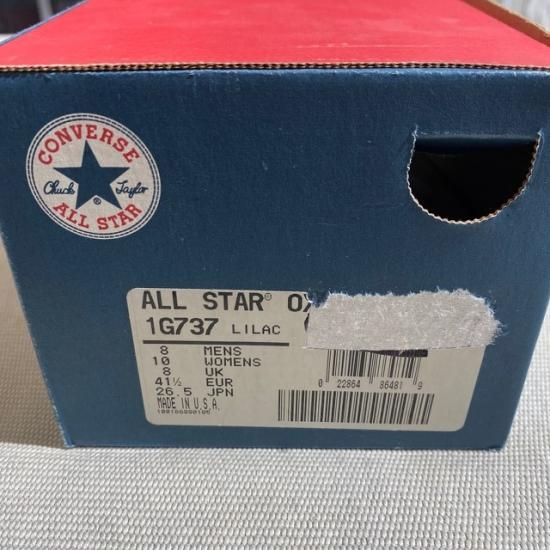 CONVERSE
Chuck Taylor
®
ALL STAR
ALL STAR® OX
1G737 LILAC
8 MENS
10 WOMENS
8 UK
41½ EUR
26.5 JPN
MADE IN U.S.A.
0 22864 86481 9